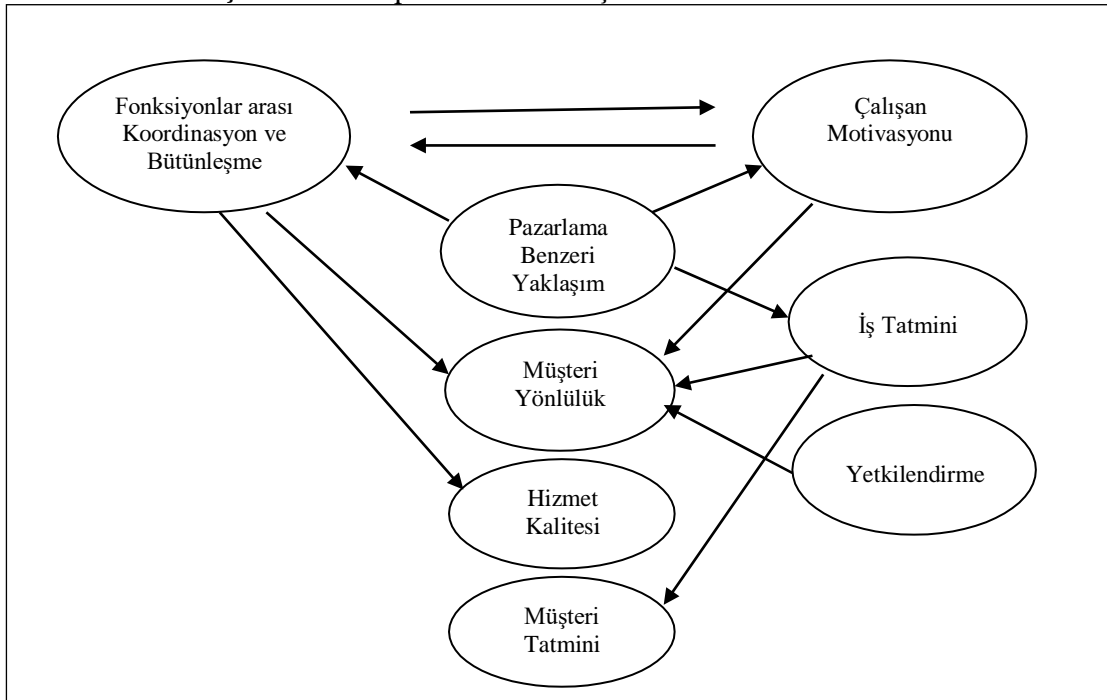 Fonksiyonlar arası
Koordinasyon ve
Bütünleşme
Çalışan
Motivasyonu
Pazarlama
Benzeri
Yaklaşım
İş Tatmini
Müşteri
Yönlülük
Yetkilendirme
Hizmet
Kalitesi
Müşteri
Tatmini